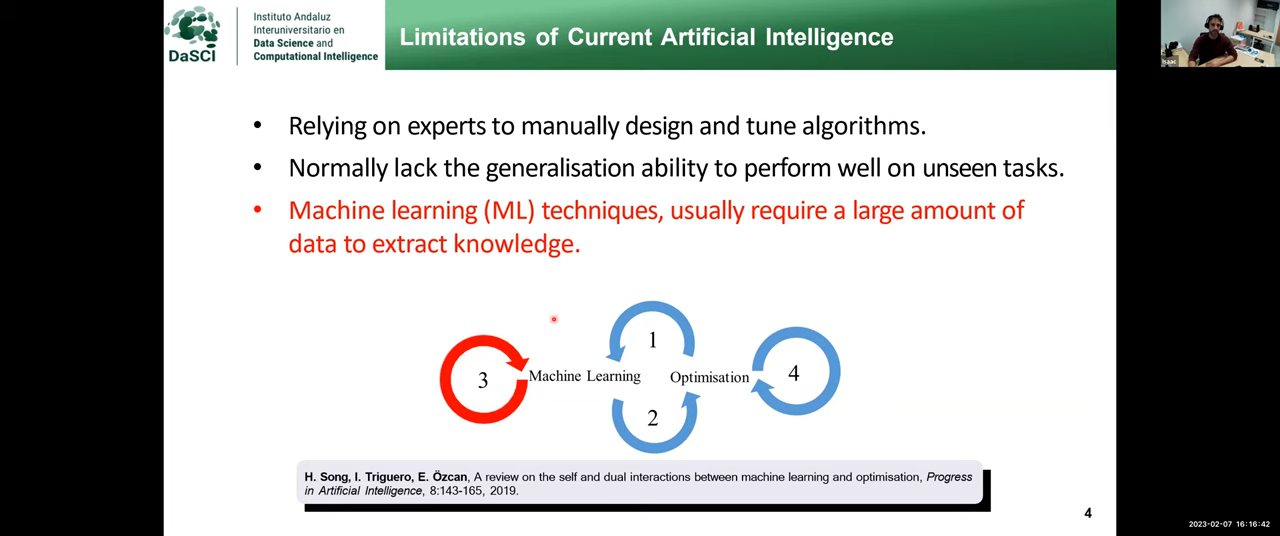 Instituto Andaluz
Interuniversitario en
Data Science and
Computational Intelligence
DaSCI
Limitations of Current Artificial Intelligence
Isaac
• Relying on experts to manually design and tune algorithms.
• Normally lack the generalisation ability to perform well on unseen tasks.
• Machine learning (ML) techniques, usually require a large amount of
data to extract knowledge.
1
3
Machine Learning
Optimisation
4
2
H. Song, I. Triguero, E. Özcan, A review on the self and dual interactions between machine learning and optimisation, Progress
in Artificial Intelligence, 8:143-165, 2019.
4
2023-02-07 16:16:42